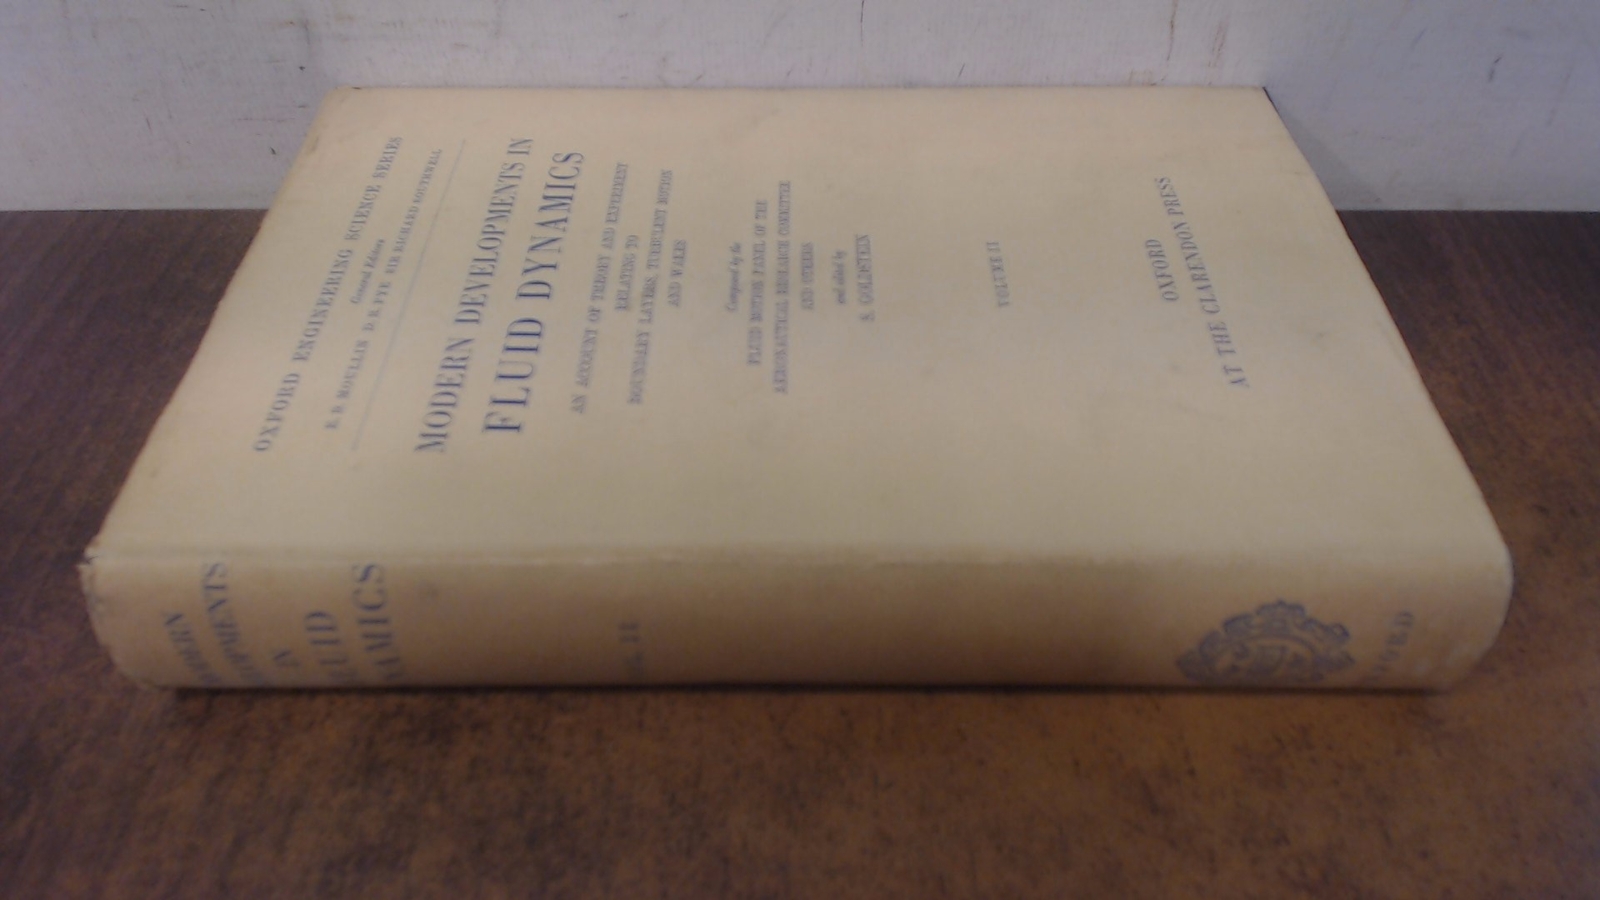 OXFORD ENGINEERING SCIENCE SERIES
General Editors
E. B. MOULLIN D. R. PYE SIR RICHARD SOUTHWELL
MODERN DEVELOPMENTS IN
FLUID DYNAMICS
AN ACCOUNT OF THEORY AND EXPERIMENT
RELATING TO
BOUNDARY LAYERS, TURBULENT MOTION
AND WAKES
Composed by the
FLUID MOTION PANEL OF THE
AERONAUTICAL RESEARCH COMMITTEE
AND OTHERS
and edited by
S. GOLDSTEIN
VOLUME II
OXFORD
AT THE CLARENDON PRESS
MODERN
DEVELOPMENTS
IN
FLUID
DYNAMICS
VOL. II
OXFORD